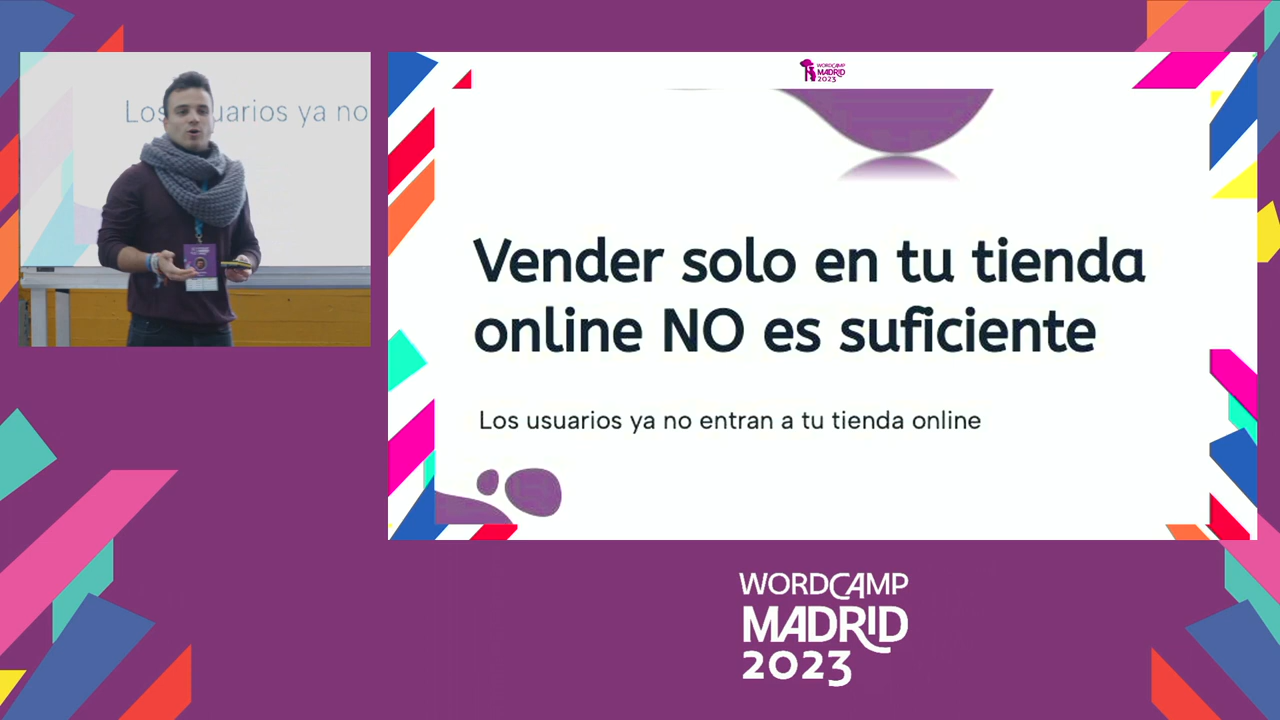 Los usuarios ya no
WORDCAMP
MADRID
2023
Vender solo en tu tienda
online NO es suficiente
Los usuarios ya no entran a tu tienda online
WORDCAMP
MADRID
2023